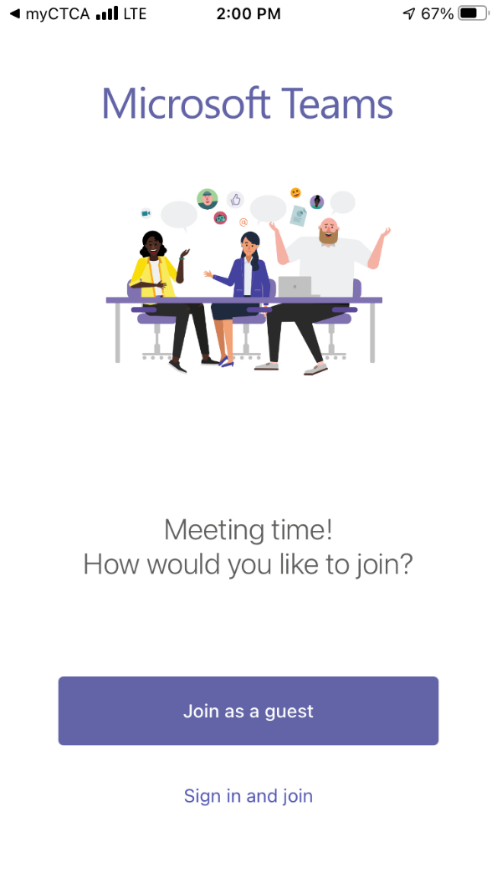 ◀ myCTCA LTE 2:00 PM 67%
Microsoft Teams
@
Meeting time!
How would you like to join?
Join as a guest
Sign in and join